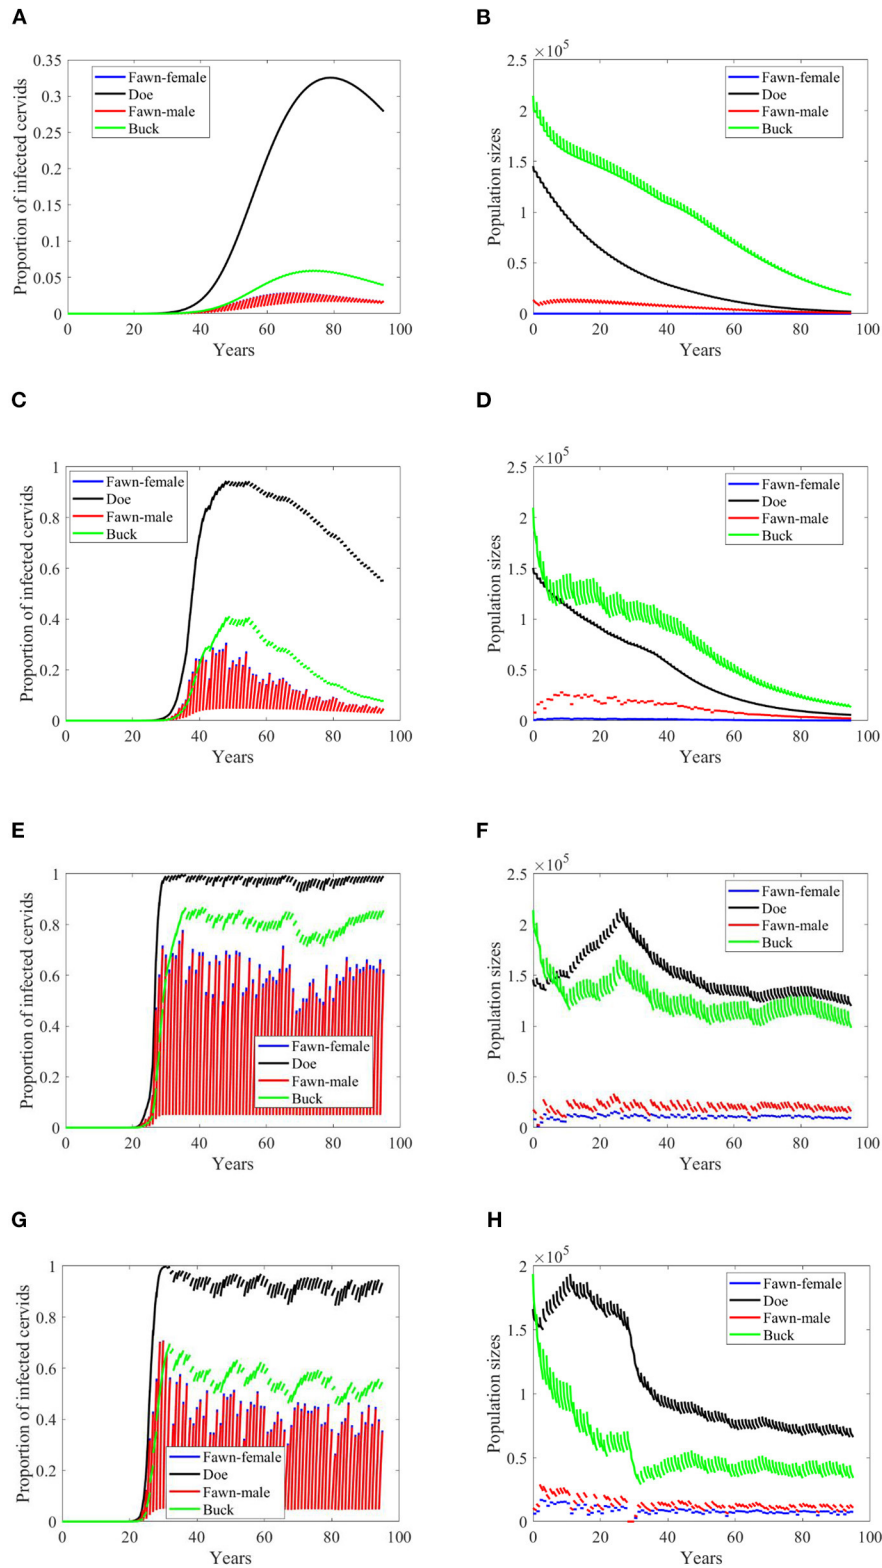 A
Proportion of infected cervids
0.35
0.3
0.25
0.2
0.15
0.1
0.05
0
Fawn-female
Doe
Fawn-male
Buck
0 20 40 60 80 100
Years
B
×10⁵
Population sizes
2.5
2
1.5
1
0.5
0
Fawn-female
Doe
Fawn-male
Buck
0 20 40 60 80 100
Years
C
Proportion of infected cervids
1
0.8
0.6
0.4
0.2
0
Fawn-female
Doe
Fawn-male
Buck
0 20 40 60 80 100
Years
D
×10⁵
Population sizes
2.5
2
1.5
1
0.5
0
Fawn-female
Doe
Fawn-male
Buck
0 20 40 60 80 100
Years
E
Proportion of infected cervids
1
0.8
0.6
0.4
0.2
0
Fawn-female
Doe
Fawn-male
Buck
0 20 40 60 80 100
Years
F
×10⁵
Population sizes
2.5
2
1.5
1
0.5
0
Fawn-female
Doe
Fawn-male
Buck
0 20 40 60 80 100
Years
G
Proportion of infected cervids
1
0.8
0.6
0.4
0.2
0
Fawn-female
Doe
Fawn-male
Buck
0 20 40 60 80 100
Years
H
×10⁵
Population sizes
2
1.5
1
0.5
0
Fawn-female
Doe
Fawn-male
Buck
0 20 40 60 80 100
Years